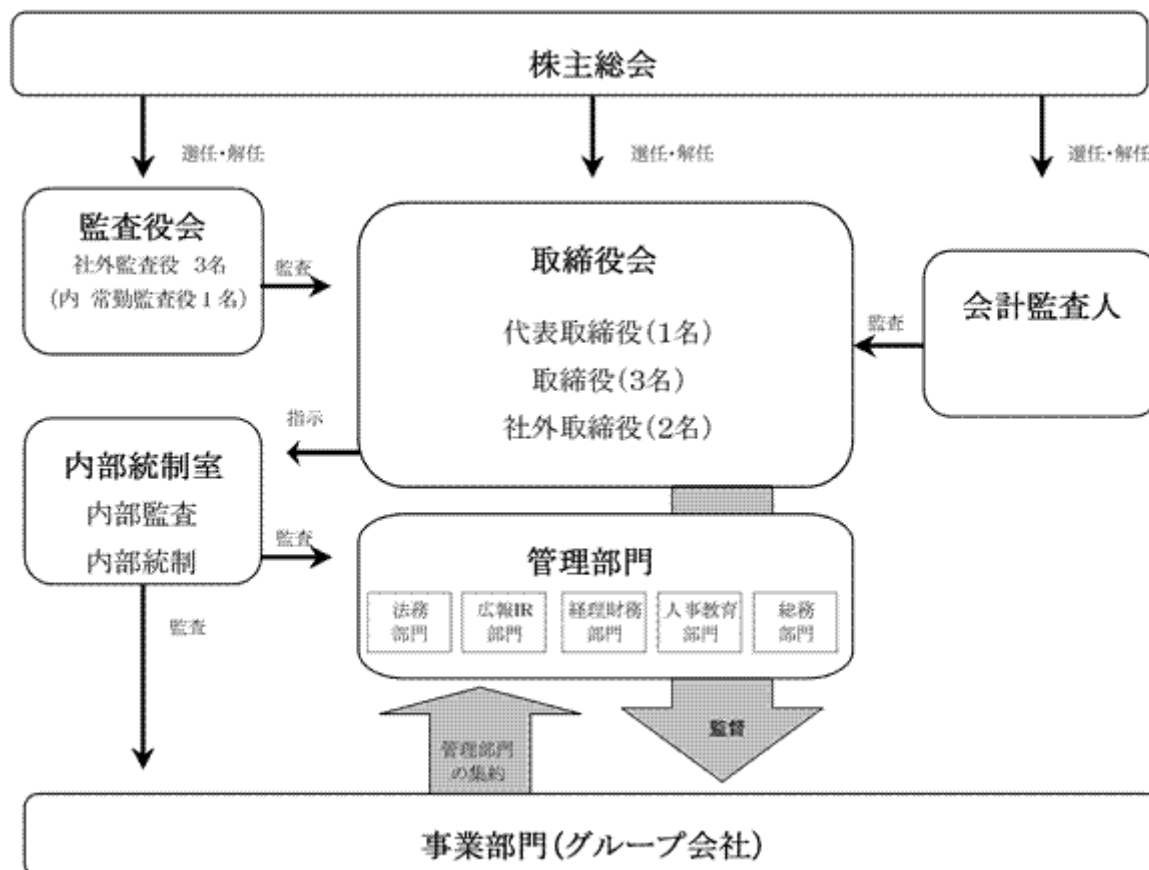 株主総会
選任・解任
選任・解任
選任・解任
監査役会
社外監査役 3名
(内 常勤監査役1名)
監査
取締役会
代表取締役(1名)
取締役(3名)
社外取締役(2名)
監査
会計監査人
指示
内部統制室
内部監査
内部統制
監査
監査
管理部門
法務
部門
広報IR
部門
経理財務
部門
人事教育
部門
総務
部門
管理部門
の集約
監督
事業部門(グループ会社)